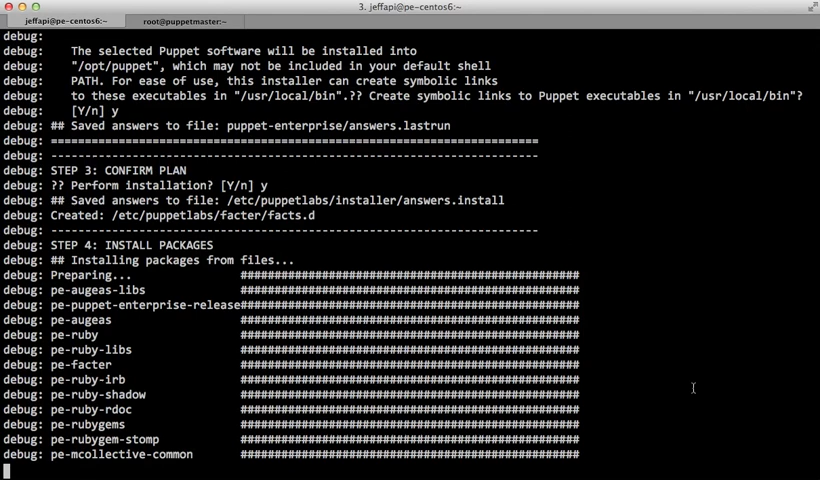 3. jeffapi@pe-centos6:~
jeffapi@pe-centos6:~
root@puppetmaster:~
debug:
debug:     The selected Puppet software will be installed into
debug:     "/opt/puppet", which may not be included in your default shell
debug:     PATH. For ease of use, this installer can create symbolic links
debug:     to these executables in "/usr/local/bin".?? Create symbolic links to Puppet executables in "/usr/local/bin"?
debug:     [Y/n] y
debug: ## Saved answers to file: puppet-enterprise/answers.lastrun
debug: ========================================================================
debug: ------------------------------------------------------------------------
debug: STEP 3: CONFIRM PLAN
debug: ?? Perform installation? [Y/n] y
debug: ## Saved answers to file: /etc/puppetlabs/installer/answers.install
debug: Created: /etc/puppetlabs/facter/facts.d
debug: ------------------------------------------------------------------------
debug: STEP 4: INSTALL PACKAGES
debug: ## Installing packages from files...
debug: Preparing...                ##################################################
debug: pe-augeas-libs              ##################################################
debug: pe-puppet-enterprise-release##################################################
debug: pe-augeas                   ##################################################
debug: pe-ruby                     ##################################################
debug: pe-ruby-libs                ##################################################
debug: pe-facter                   ##################################################
debug: pe-ruby-irb                 ##################################################
debug: pe-ruby-shadow              ##################################################
debug: pe-ruby-rdoc                ##################################################
debug: pe-rubygems                 ##################################################
debug: pe-rubygem-stomp            ##################################################
debug: pe-mcollective-common       ##################################################